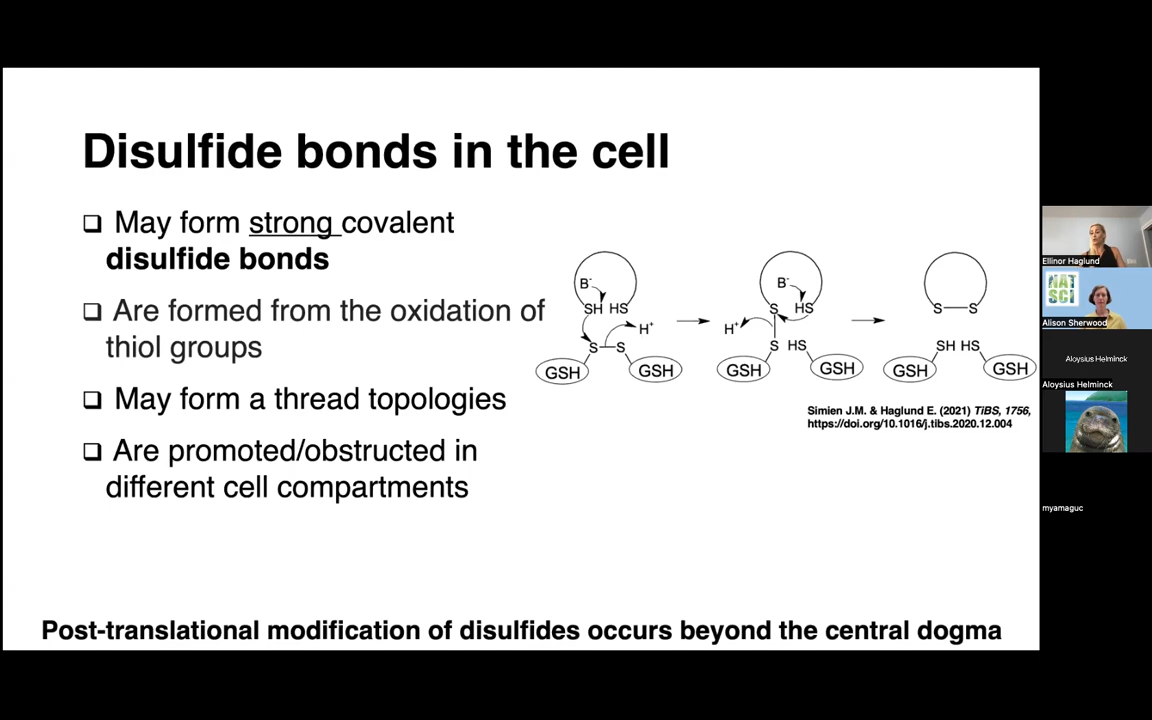 Disulfide bonds in the cell
❑ May form strong covalent
disulfide bonds
❑ Are formed from the oxidation of
thiol groups
❑ May form a thread topologies
❑ Are promoted/obstructed in
different cell compartments
B⁻
SH HS
H⁺
S S
GSH GSH
B⁻
S HS
H⁺
S HS
GSH GSH
S S
SH HS
GSH GSH
Simien J.M. & Haglund E. (2021) TiBS, 1756,
https://doi.org/10.1016/j.tibs.2020.12.004
Post-translational modification of disulfides occurs beyond the central dogma
Ellinor Haglund
NAT
SCI
Alison Sherwood
Aloysius Helminck
Aloysius Helminck
myamaguc